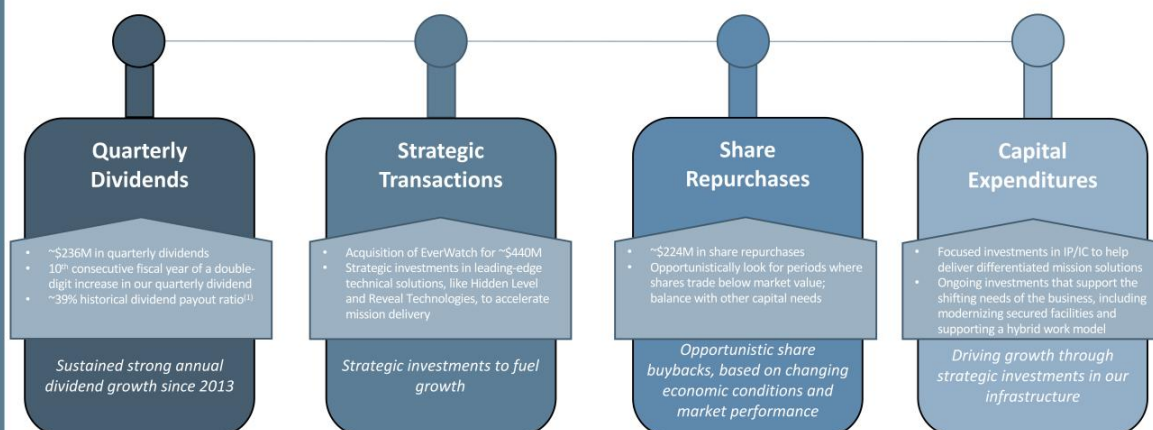 Quarterly
Dividends
• ~$236M in quarterly dividends
• 10th consecutive fiscal year of a double-
digit increase in our quarterly dividend
• ~39% historical dividend payout ratio(1)
Sustained strong annual
dividend growth since 2013
Strategic
Transactions
• Acquisition of EverWatch for ~$440M
• Strategic investments in leading-edge
technical solutions, like Hidden Level
and Reveal Technologies, to accelerate
mission delivery
Strategic investments to fuel
growth
Share
Repurchases
• ~$224M in share repurchases
• Opportunistically look for periods where
shares trade below market value;
balance with other capital needs
Opportunistic share
buybacks, based on changing
economic conditions and
market performance
Capital
Expenditures
• Focused investments in IP/IC to help
deliver differentiated mission solutions
• Ongoing investments that support the
shifting needs of the business, including
modernizing secured facilities and
supporting a hybrid work model
Driving growth through
strategic investments in our
infrastructure